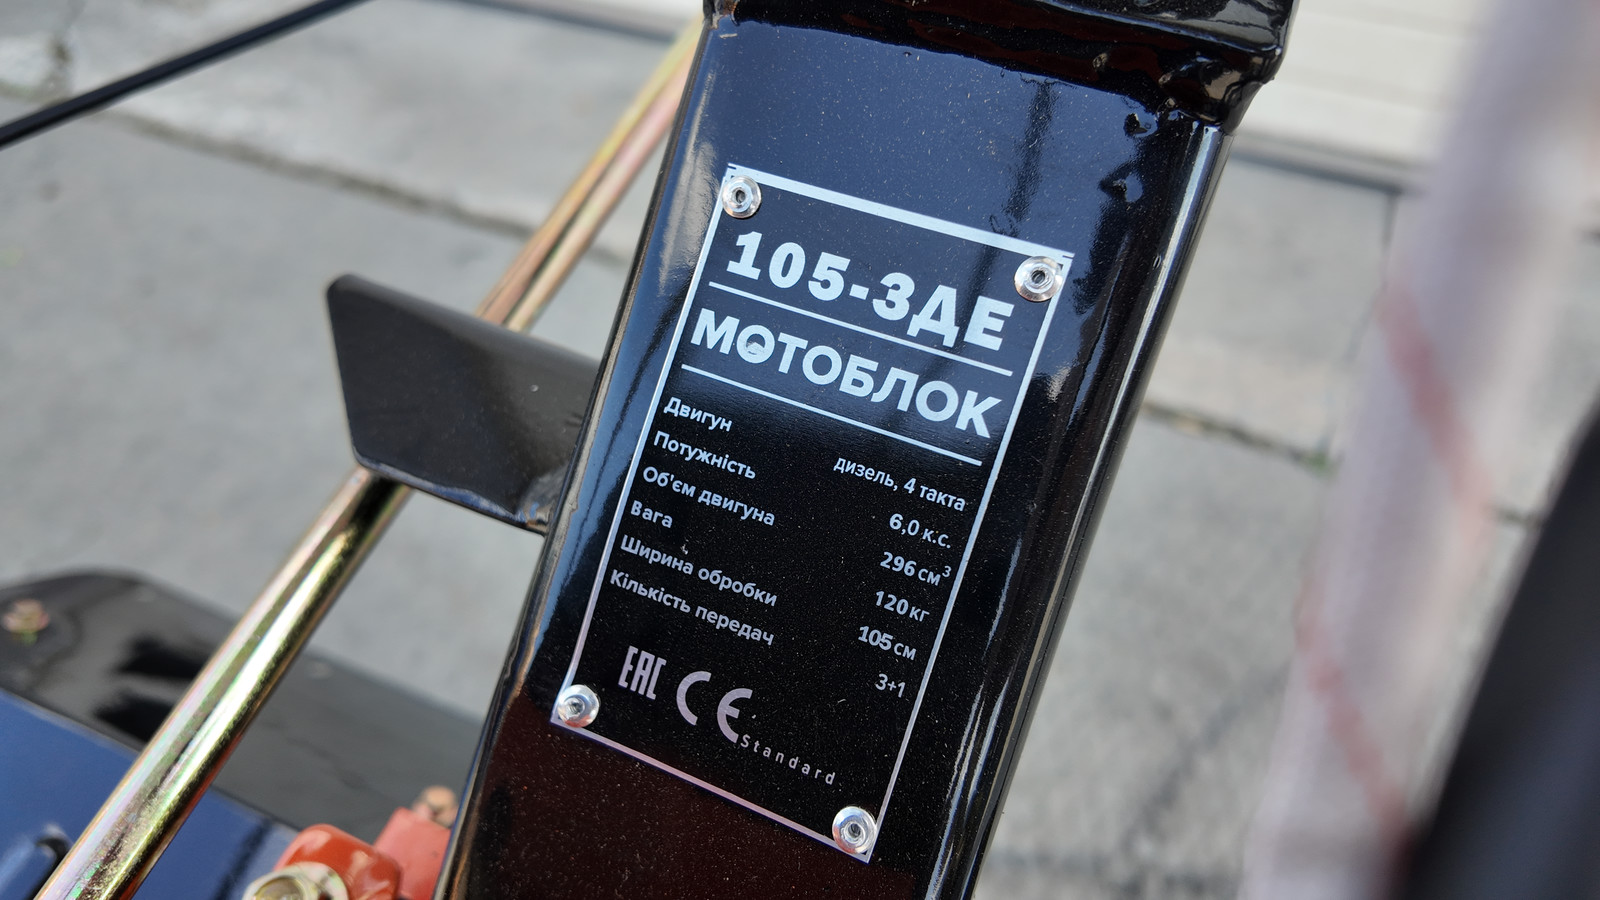 105-ЗДЕ
МОТОБЛОК
Двигун дизель, 4 такта
Потужність 6,0 к.с.
Об'єм двигуна 296 см³
Вага 120 кг
Ширина обробки 105 см
Кількість передач 3+1
EAC CE Standard